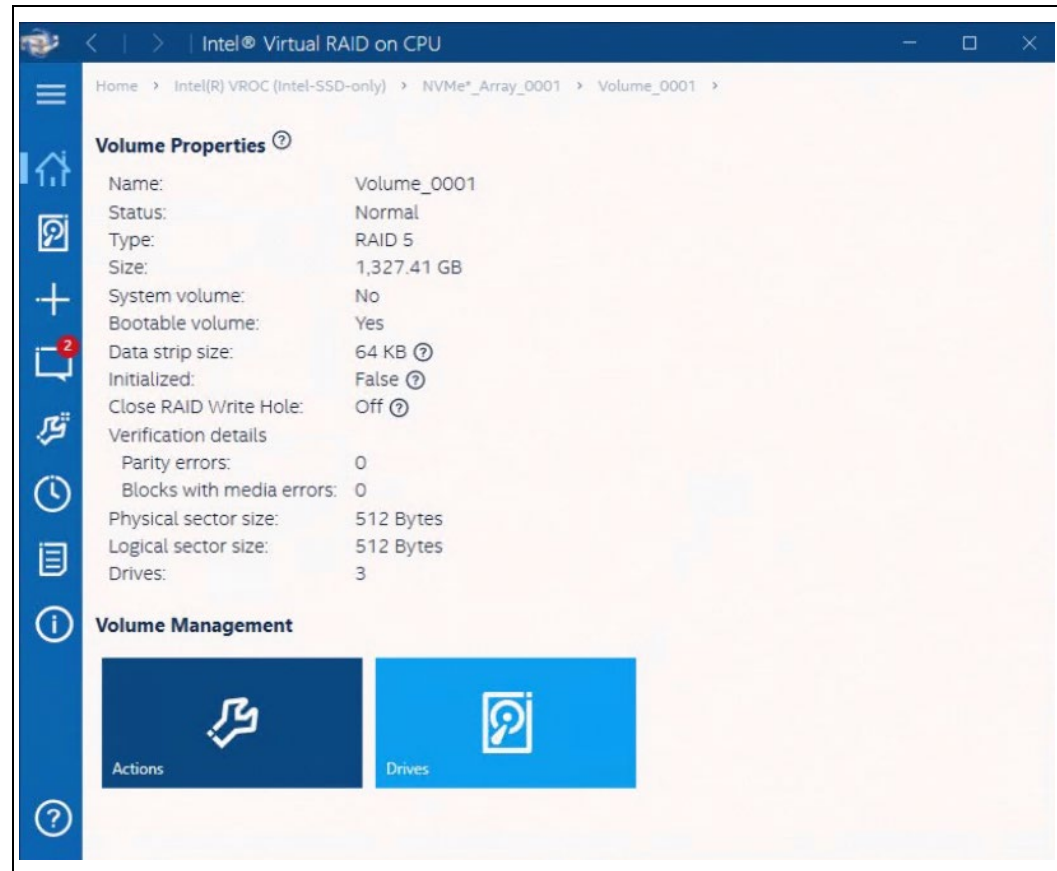 Intel® Virtual RAID on CPU
Home > Intel(R) VROC (Intel-SSD-only) > NVMe*_Array_0001 > Volume_0001 >
Volume Properties ?
Name: Volume_0001
Status: Normal
Type: RAID 5
Size: 1,327.41 GB
System volume: No
Bootable volume: Yes
Data strip size: 64 KB ?
Initialized: False ?
Close RAID Write Hole: Off ?
Verification details
Parity errors: 0
Blocks with media errors: 0
Physical sector size: 512 Bytes
Logical sector size: 512 Bytes
Drives: 3
2
Volume Management
Actions Drives
?